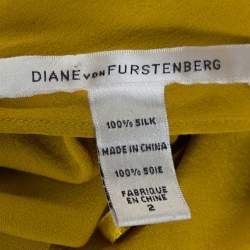 DIANE VON FURSTENBERG
100% SILK
MADE IN CHINA
100% SOIE
FABRIQUE
EN CHINE
2